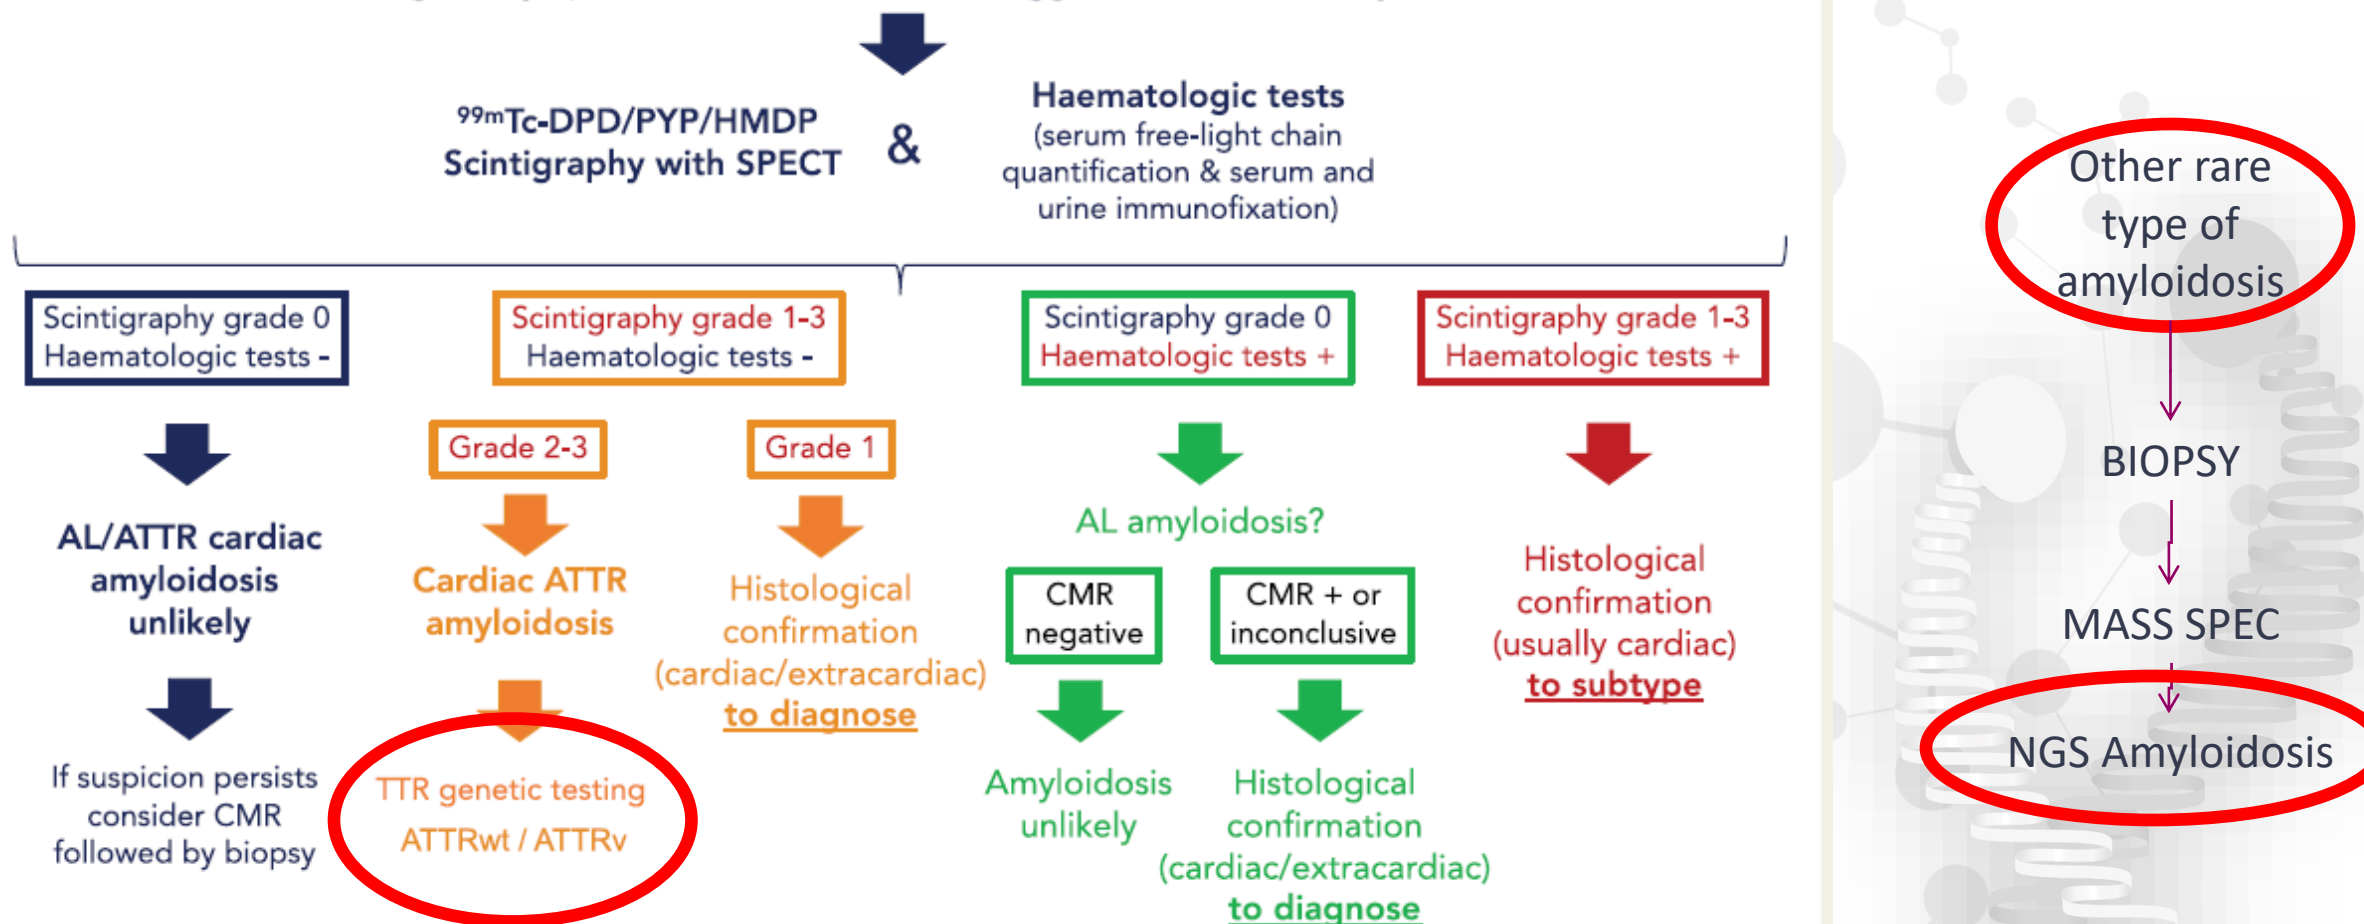 99mTc-DPD/PYP/HMDP
Scintigraphy with SPECT
&
Haematologic tests
(serum free-light chain
quantification & serum and
urine immunofixation)
Scintigraphy grade 0
Haematologic tests -
Scintigraphy grade 1-3
Haematologic tests -
Scintigraphy grade 0
Haematologic tests +
Scintigraphy grade 1-3
Haematologic tests +
AL/ATTR cardiac
amyloidosis
unlikely
If suspicion persists
consider CMR
followed by biopsy
Grade 2-3
Cardiac ATTR
amyloidosis
TTR genetic testing
ATTRwt / ATTRv
Grade 1
Histological
confirmation
(cardiac/extracardiac)
to diagnose
AL amyloidosis?
CMR
negative
Amyloidosis
unlikely
CMR + or
inconclusive
Histological
confirmation
(cardiac/extracardiac)
to diagnose
Histological
confirmation
(usually cardiac)
to subtype
Other rare
type of
amyloidosis
BIOPSY
MASS SPEC
NGS Amyloidosis